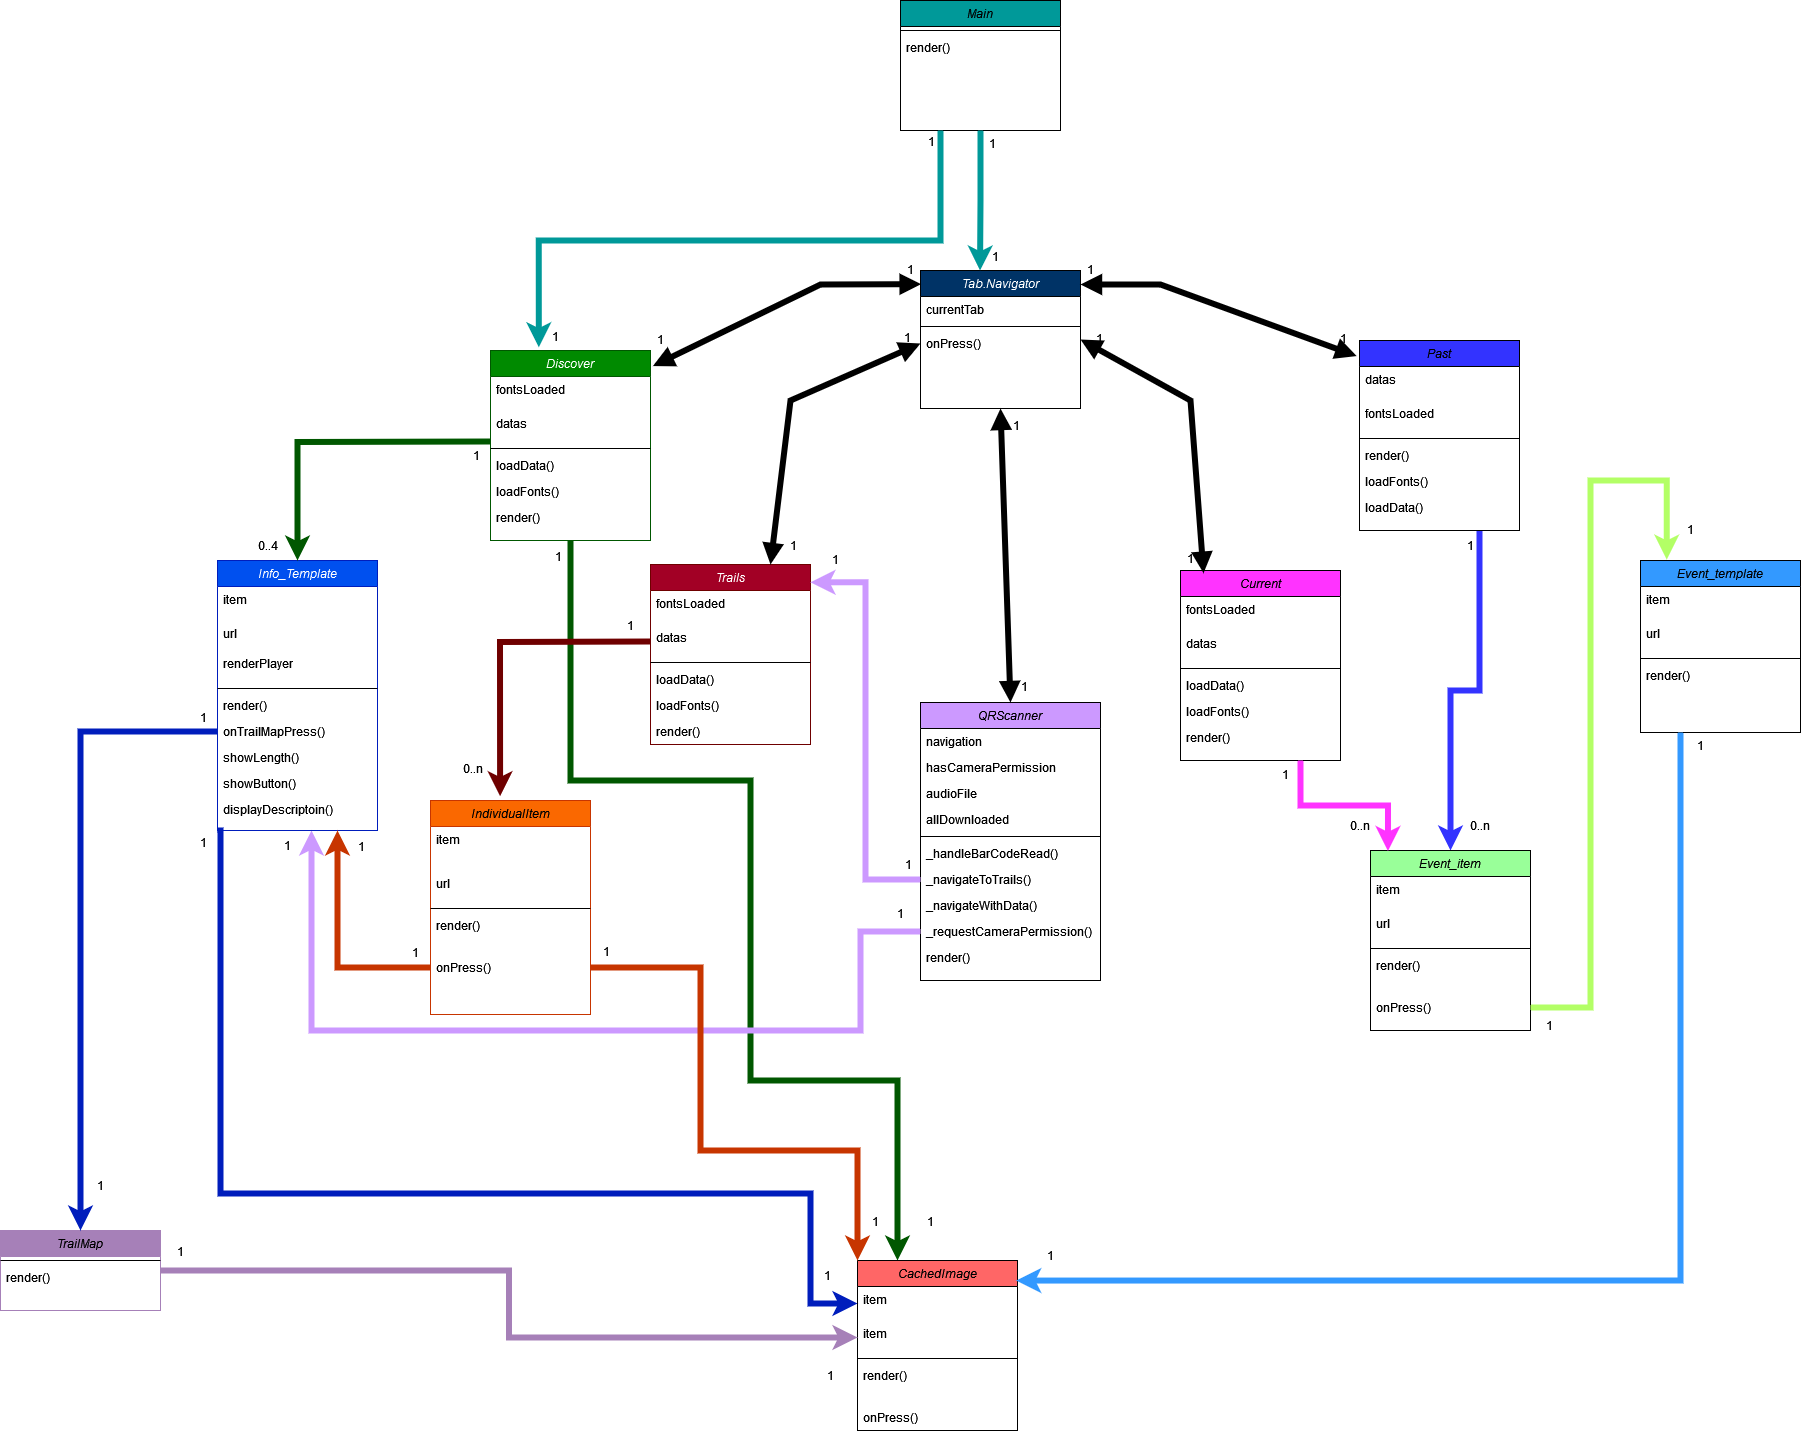 Main
render()
1
1
1
1
Tab.Navigator
currentTab
onPress()
1
1
1
1
1
1
1
1
Discover
fontsLoaded
datas
loadData()
loadFonts()
render()
1
1
Past
datas
fontsLoaded
render()
loadFonts()
loadData()
1
0..4
Info_Template
item
url
renderPlayer
render()
onTrailMapPress()
showLength()
showButton()
displayDescriptoin()
1
1
1
1
1
1
1
Trails
fontsLoaded
datas
loadData()
loadFonts()
render()
1
1
Current
fontsLoaded
datas
loadData()
loadFonts()
render()
1
1
Event_template
item
url
render()
1
1
QRScanner
navigation
hasCameraPermission
audioFile
allDownloaded
_handleBarCodeRead()
_navigateToTrails()
_navigateWithData()
_requestCameraPermission()
render()
1
1
0..n
IndividualItem
item
url
render()
onPress()
1
1
0..n
0..n
Event_item
item
url
render()
onPress()
1
1
TrailMap
render()
1
1
1
1
1
1
CachedImage
item
item
render()
onPress()